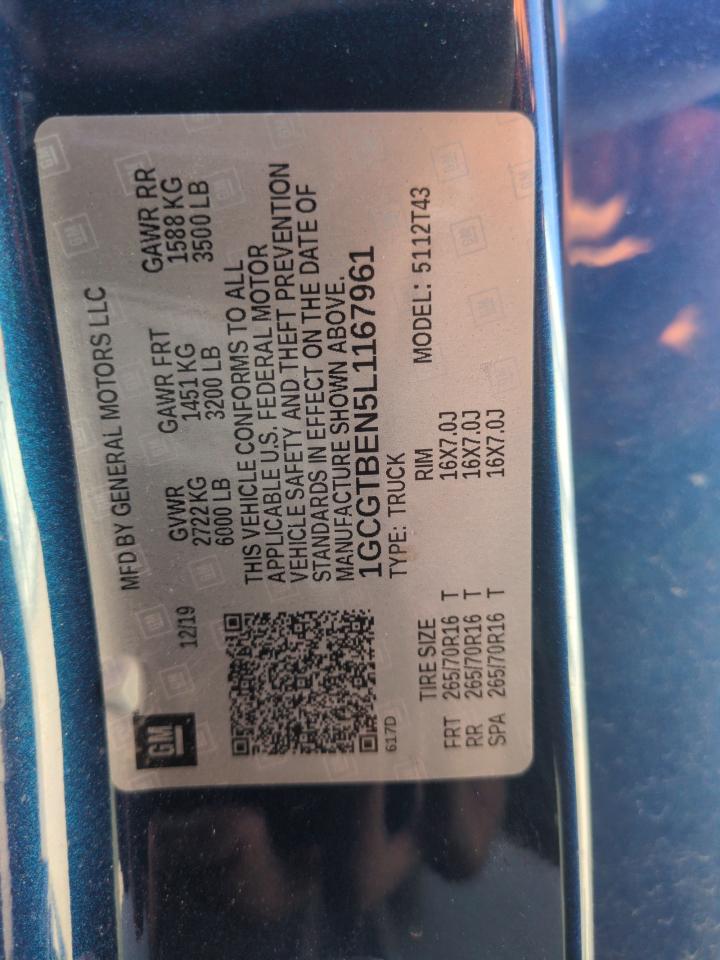 GM
12/19
MFD BY GENERAL MOTORS LLC
GVWR GAWR FRT GAWR RR
2722 KG 1451 KG 1588 KG
6000 LB 3200 LB 3500 LB
THIS VEHICLE CONFORMS TO ALL
APPLICABLE U.S. FEDERAL MOTOR
VEHICLE SAFETY AND THEFT PREVENTION
STANDARDS IN EFFECT ON THE DATE OF
MANUFACTURE SHOWN ABOVE.
1GCGTBEN5L1167961
617D
TYPE: TRUCK MODEL: 5112T43
TIRE SIZE RIM
FRT 265/70R16 T 16X7.0J
RR 265/70R16 T 16X7.0J
SPA 265/70R16 T 16X7.0J